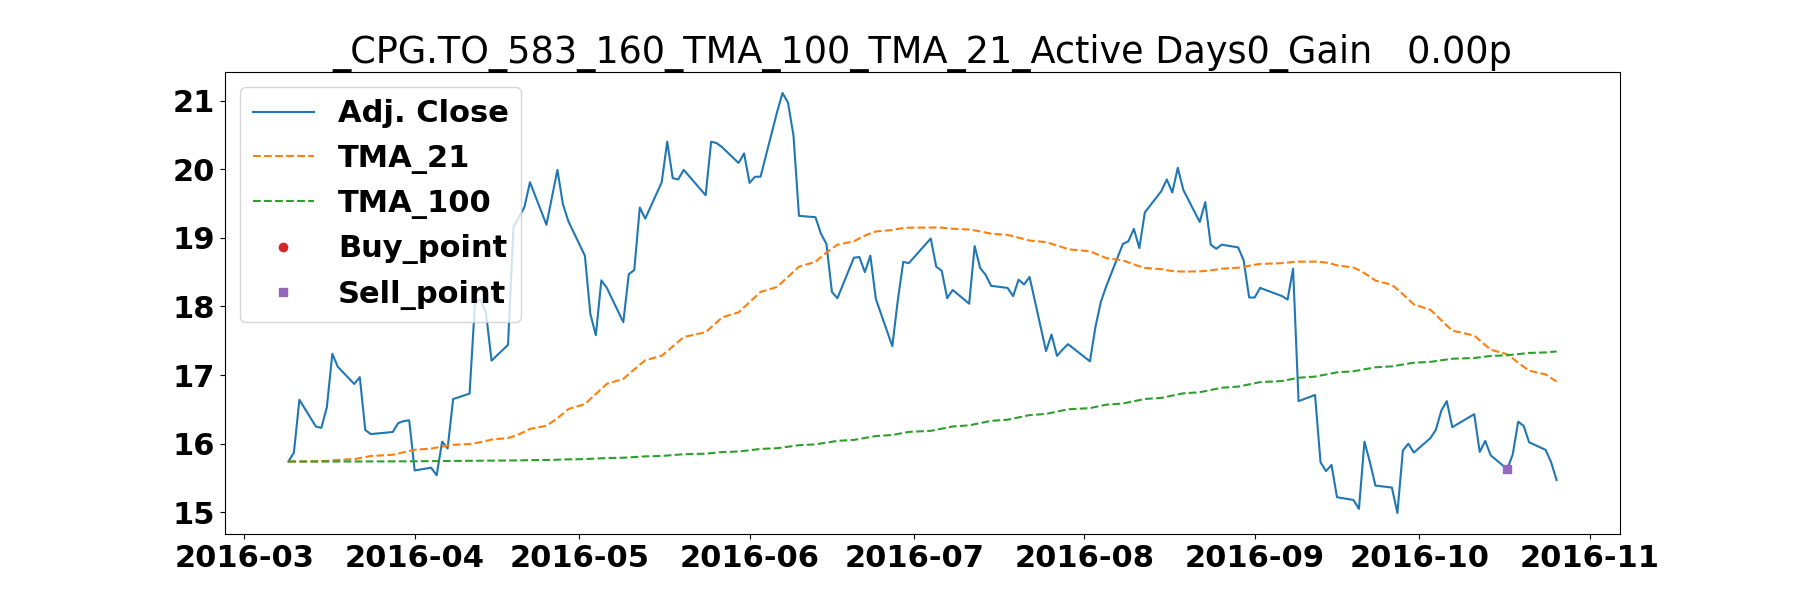 _CPG.TO_583_160_TMA_100_TMA_21_Active Days0_Gain   0.00p
21
20
19
18
17
16
15
Adj. Close
TMA_21
TMA_100
Buy_point
Sell_point
2016-03 2016-04 2016-05 2016-06 2016-07 2016-08 2016-09 2016-10 2016-11